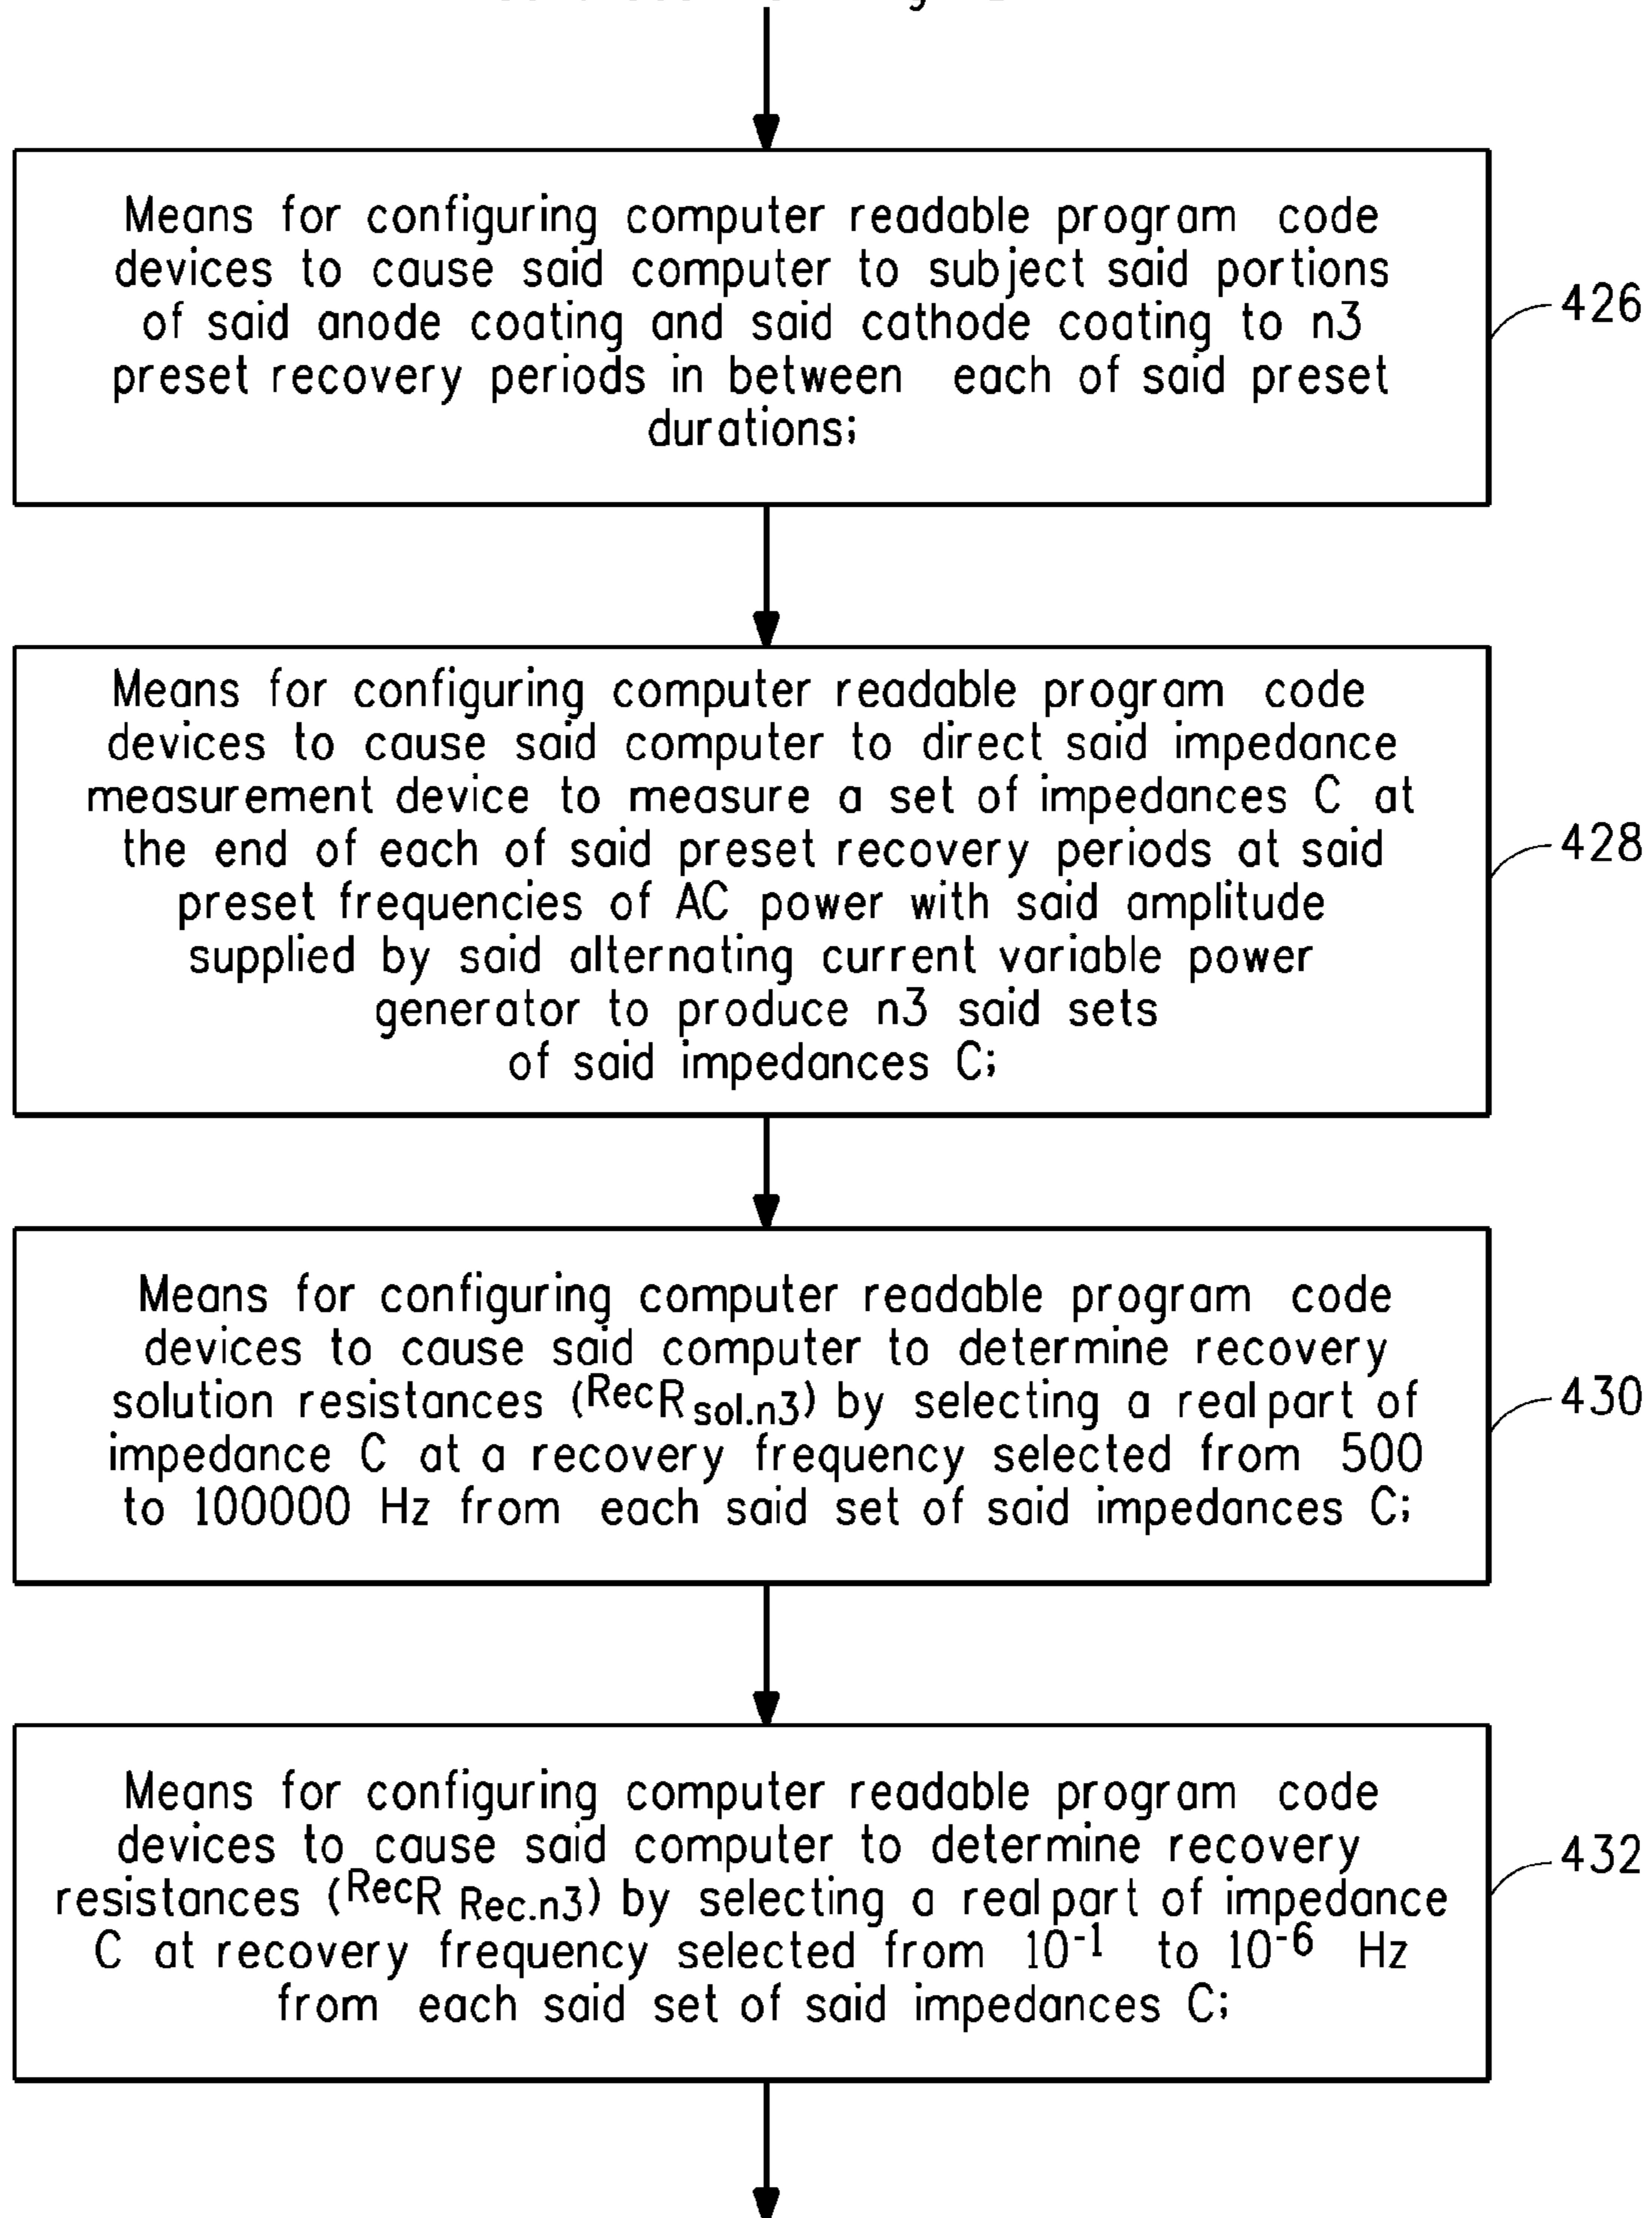 Means for configuring computer readable program code
devices to cause said computer to subject said portions
of said anode coating and said cathode coating to n3
preset recovery periods in between each of said preset
durations;
426
Means for configuring computer readable program code
devices to cause said computer to direct said impedance
measurement device to measure a set of impedances C at
the end of each of said preset recovery periods at said
preset frequencies of AC power with said amplitude
supplied by said alternating current variable power
generator to produce n3 said sets
of said impedances C;
428
Means for configuring computer readable program code
devices to cause said computer to determine recovery
solution resistances (ᴿᵉᶜR sol.n3) by selecting a real part of
impedance C at a recovery frequency selected from 500
to 100000 Hz from each said set of said impedances C;
430
Means for configuring computer readable program code
devices to cause said computer to determine recovery
resistances (ᴿᵉᶜR Rec.n3) by selecting a real part of impedance
C at recovery frequency selected from 10⁻¹ to 10⁻⁶ Hz
from each said set of said impedances C;
432